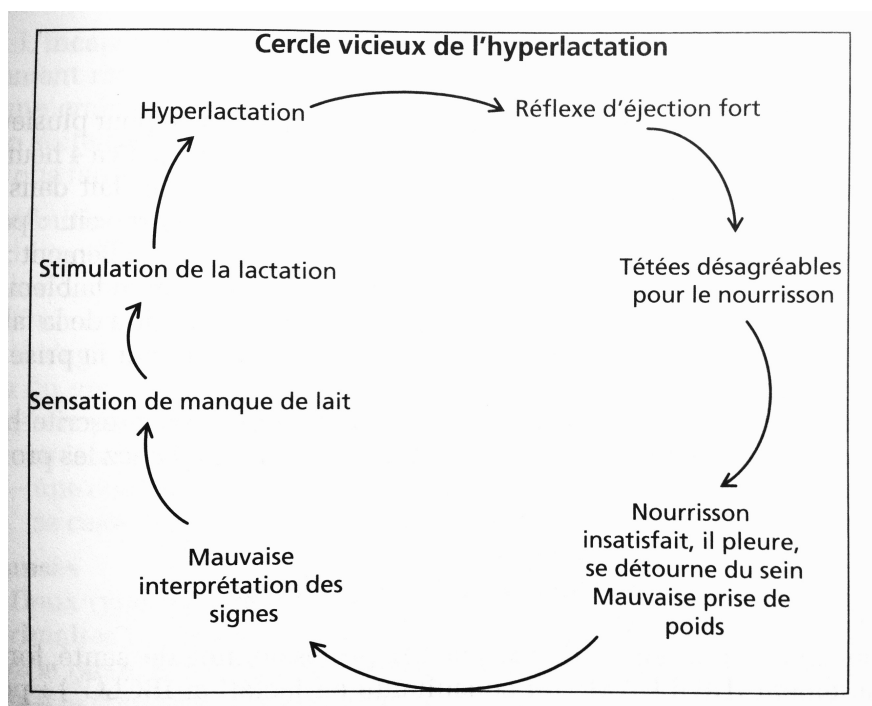 Cercle vicieux de l'hyperlactation
Hyperlactation
Réflexe d'éjection fort
Tétées désagréables
pour le nourrisson
Nourrisson
insatisfait, il pleure,
se détourne du sein
Mauvaise prise de
poids
Mauvaise
interprétation des
signes
Sensation de manque de lait
Stimulation de la lactation